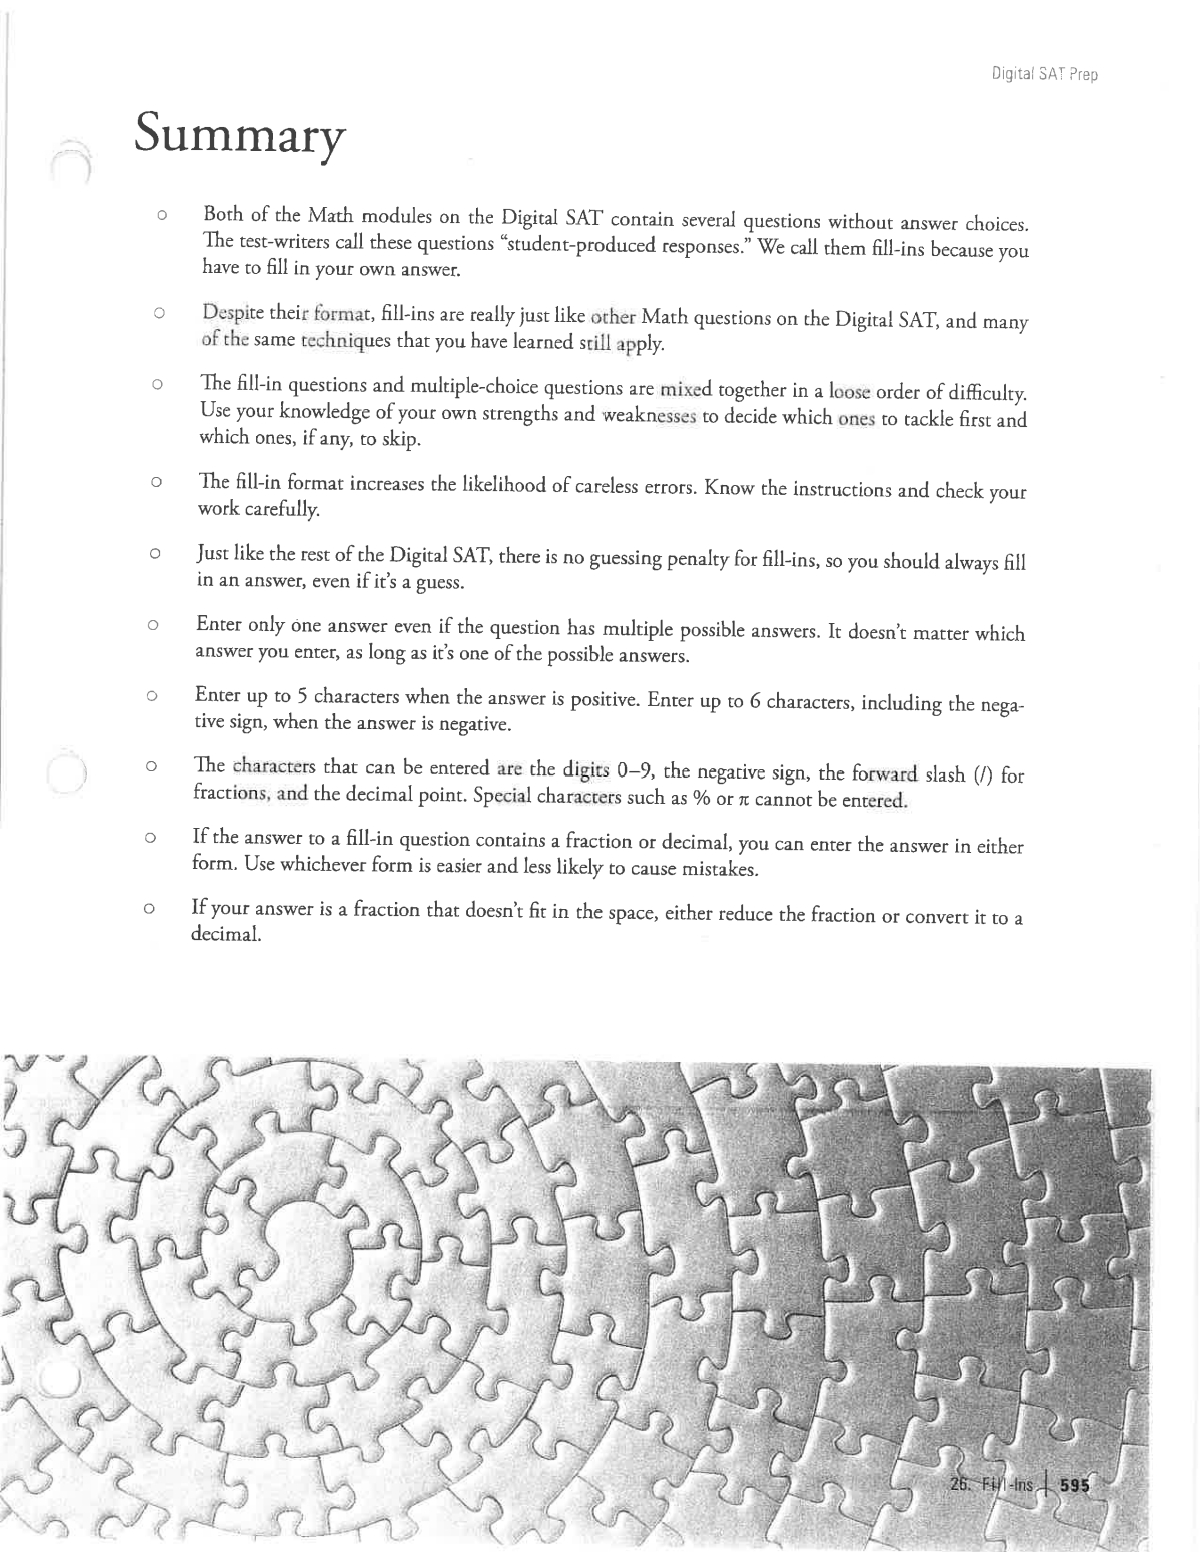 Digital SAT Prep
Summary
○ Both of the Math modules on the Digital SAT contain several questions without answer choices.
The test-writers call these questions “student-produced responses.” We call them fill-ins because you
have to fill in your own answer.
○ Despite their format, fill-ins are really just like other Math questions on the Digital SAT, and many
of the same techniques that you have learned still apply.
○ The fill-in questions and multiple-choice questions are mixed together in a loose order of difficulty.
Use your knowledge of your own strengths and weaknesses to decide which ones to tackle first and
which ones, if any, to skip.
○ The fill-in format increases the likelihood of careless errors. Know the instructions and check your
work carefully.
○ Just like the rest of the Digital SAT, there is no guessing penalty for fill-ins, so you should always fill
in an answer, even if it’s a guess.
○ Enter only one answer even if the question has multiple possible answers. It doesn’t matter which
answer you enter, as long as it’s one of the possible answers.
○ Enter up to 5 characters when the answer is positive. Enter up to 6 characters, including the nega-
tive sign, when the answer is negative.
○ The characters that can be entered are the digits 0–9, the negative sign, the forward slash (/) for
fractions, and the decimal point. Special characters such as % or π cannot be entered.
○ If the answer to a fill-in question contains a fraction or decimal, you can enter the answer in either
form. Use whichever form is easier and less likely to cause mistakes.
○ If your answer is a fraction that doesn’t fit in the space, either reduce the fraction or convert it to a
decimal.
26. Fill-Ins | 595